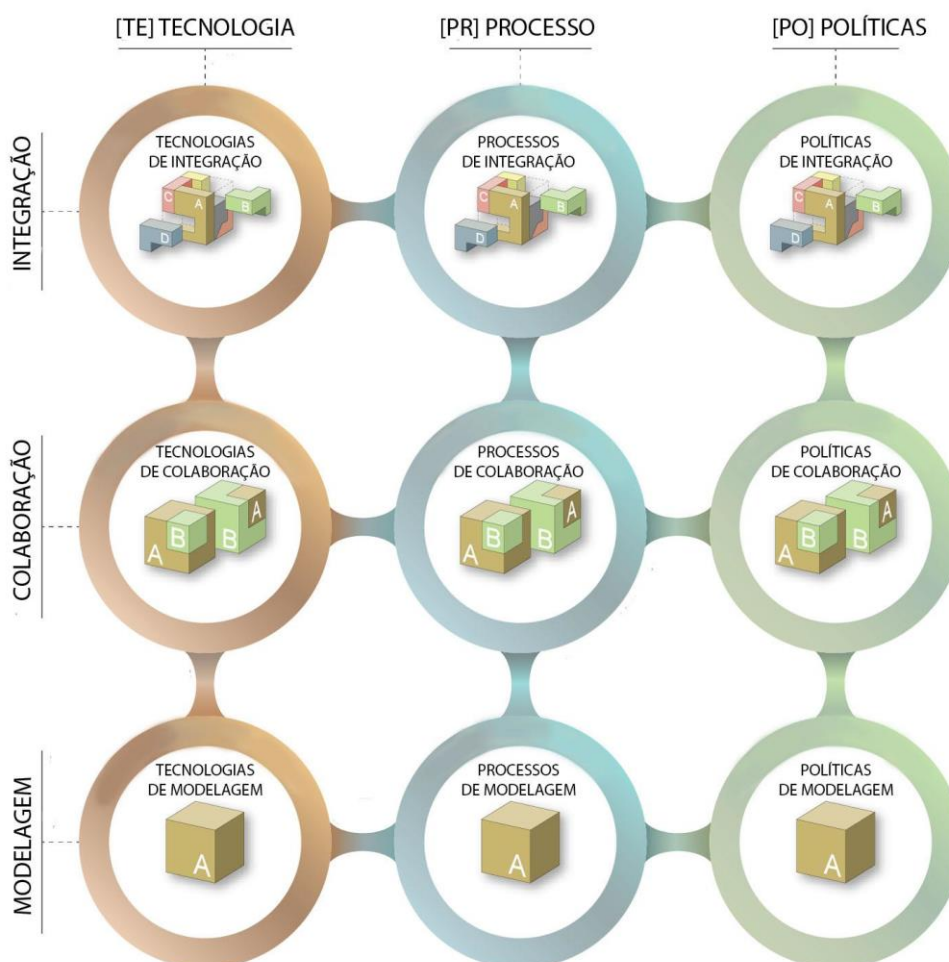 [TE] TECNOLOGIA
[PR] PROCESSO
[PO] POLÍTICAS
INTEGRAÇÃO
TECNOLOGIAS
DE INTEGRAÇÃO
C
A
B
D
PROCESSOS
DE INTEGRAÇÃO
C
A
B
D
POLÍTICAS
DE INTEGRAÇÃO
C
A
B
D
COLABORAÇÃO
TECNOLOGIAS
DE COLABORAÇÃO
A
B
B
A
PROCESSOS
DE COLABORAÇÃO
A
B
B
A
POLÍTICAS
DE COLABORAÇÃO
A
B
B
A
MODELAGEM
TECNOLOGIAS
DE MODELAGEM
A
PROCESSOS
DE MODELAGEM
A
POLÍTICAS
DE MODELAGEM
A